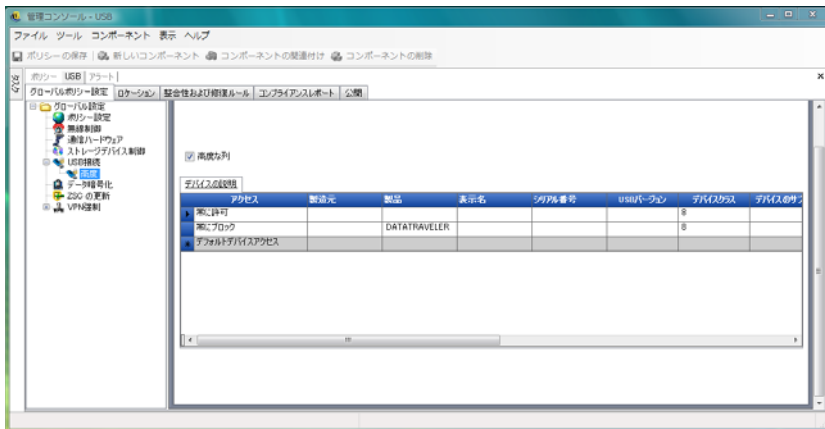 管理コンソール - USB
ファイル ツール コンポーネント 表示 ヘルプ
ポリシーの保存 新しいコンポーネント コンポーネントの関連付け コンポーネントの削除
タスク
ポリシー USB アラート
グローバルポリシー設定 ロケーション 整合性および修復ルール コンプライアンスレポート 公開
グローバル設定
ポリシー設定
無線制御
通信ハードウェア
ストレージデバイス制御
USB接続
高度
データ暗号化
ZSC の更新
VPN強制
高度な列
デバイスの説明
アクセス 製造元 製品 表示名 シリアル番号 USBバージョン デバイスクラス デバイスのサブ
常に許可 8
常にブロック DATATRAVELER 8
デフォルトデバイスアクセス